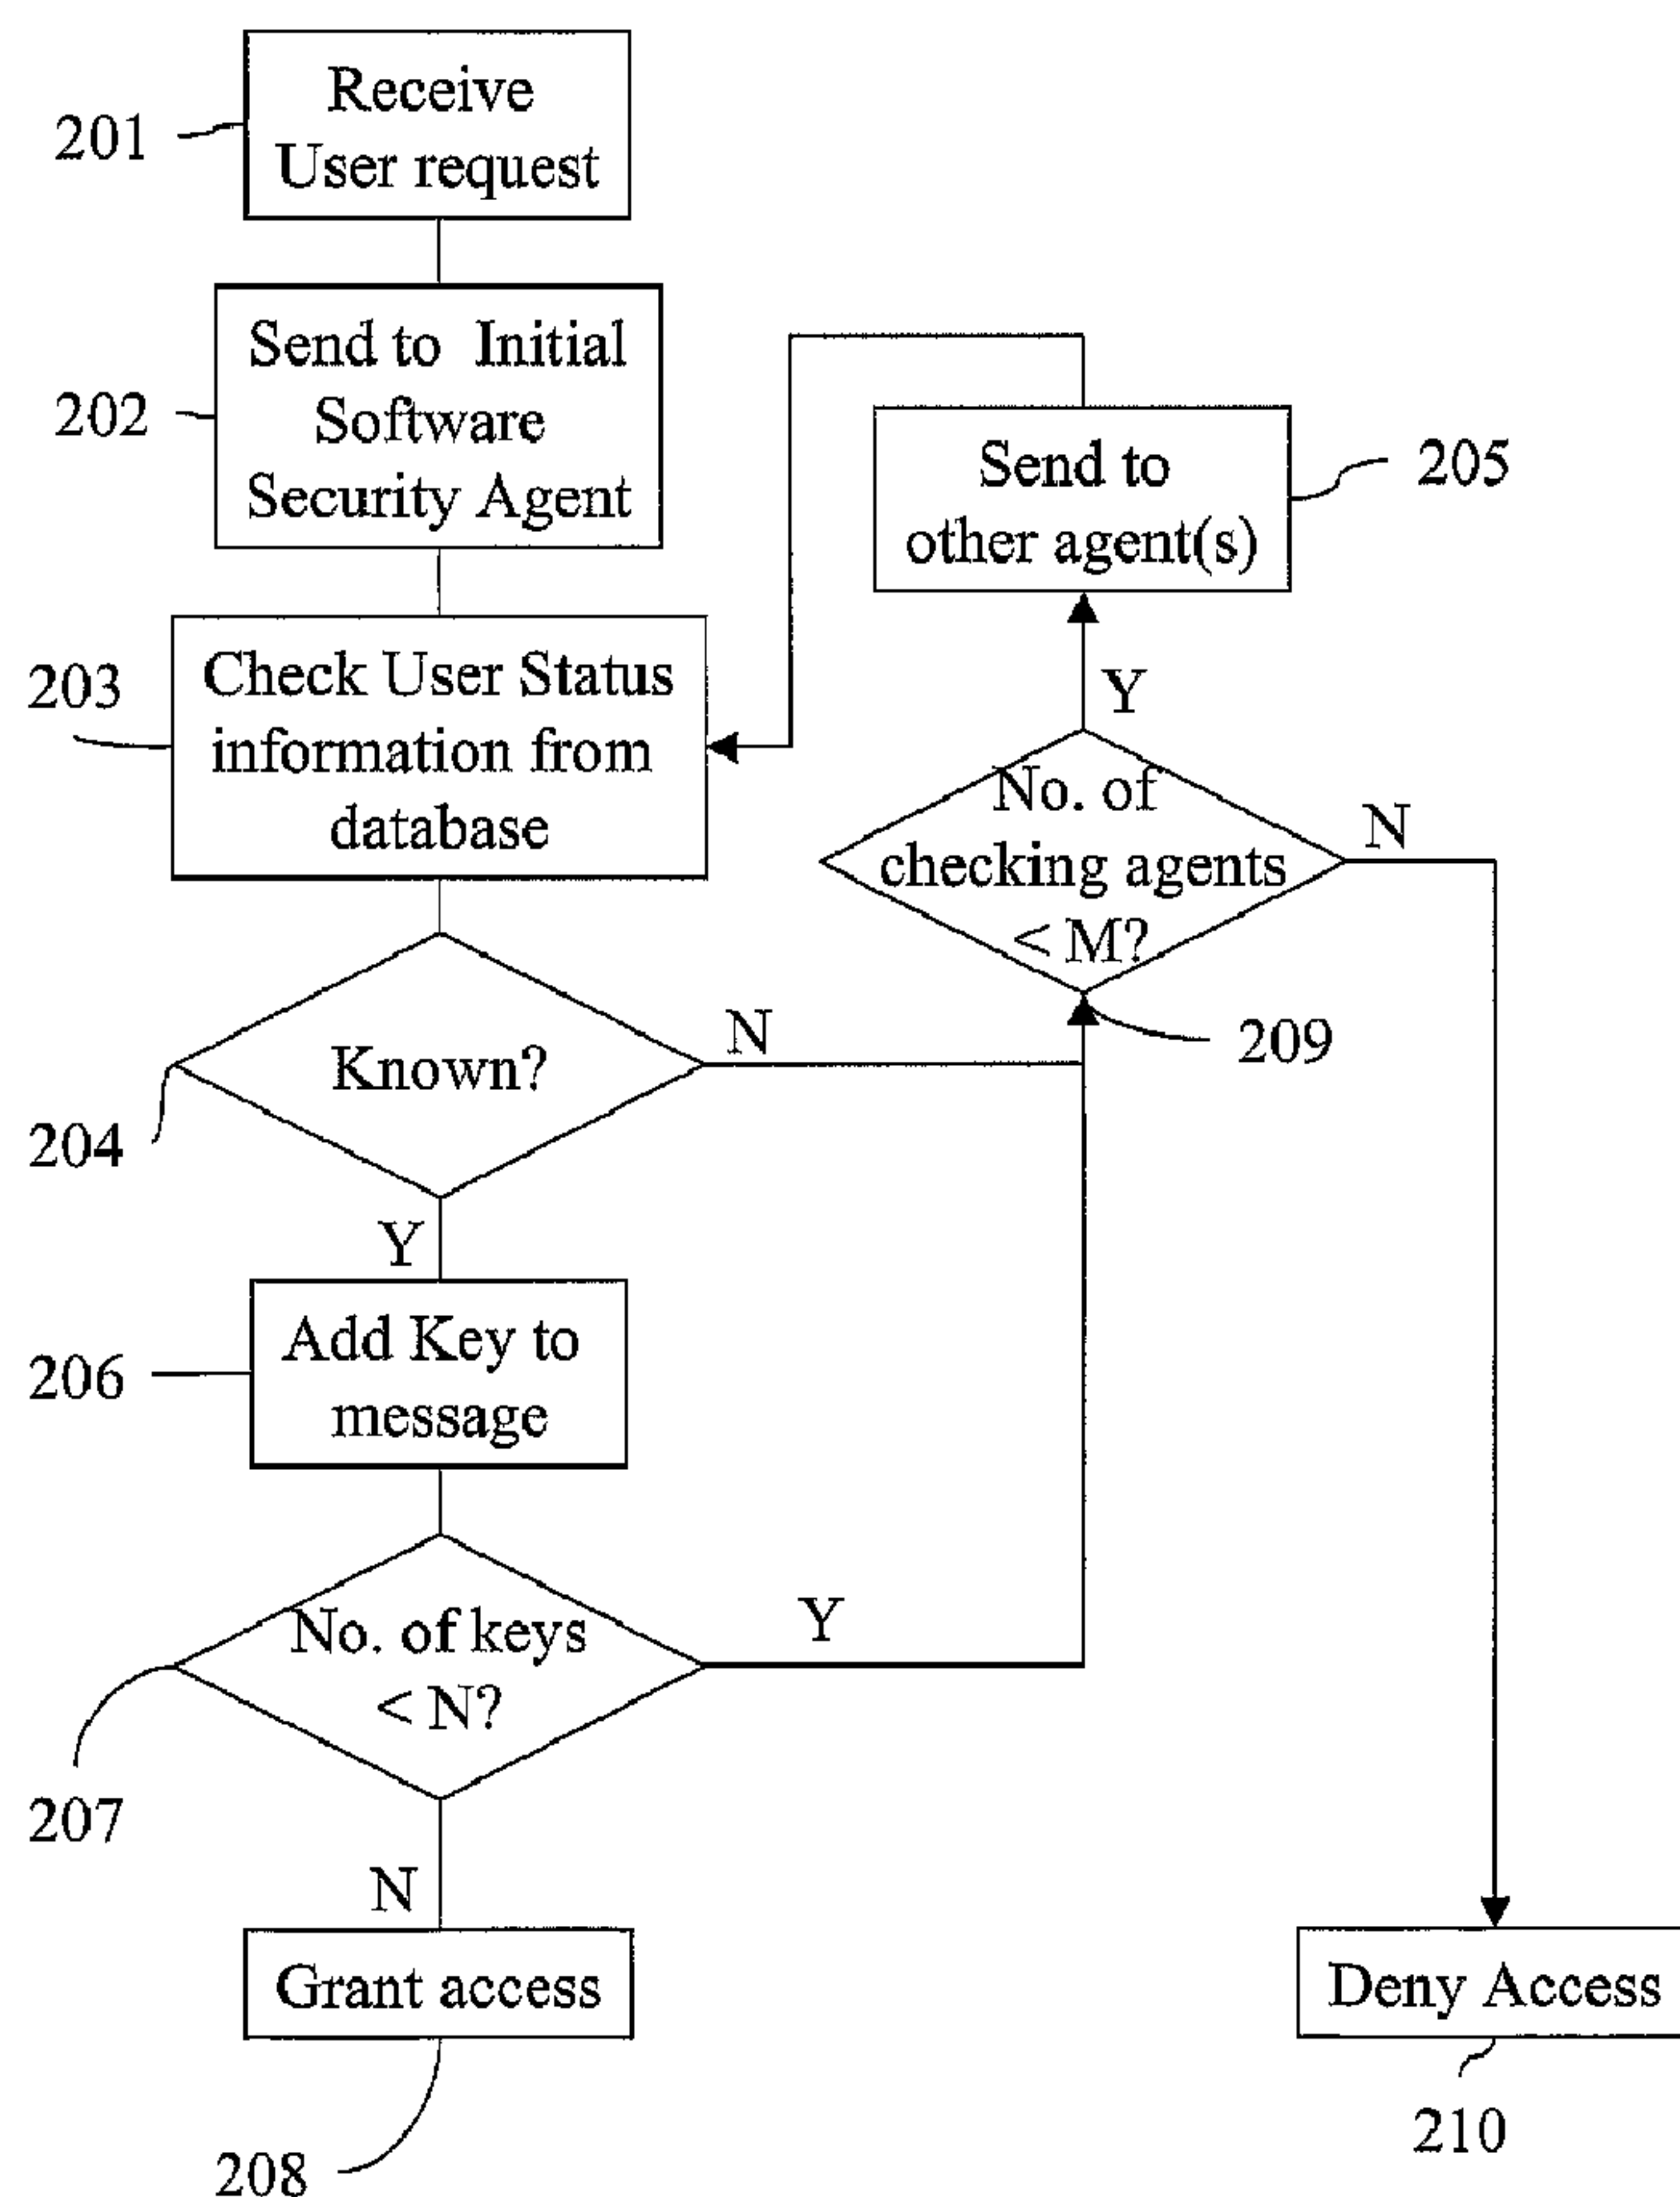 Receive
User request
201
Send to Initial
Software
Security Agent
202
Send to
other agent(s)
205
Check User Status
information from
database
203
Y
No. of
checking agents
< M?
N
209
Known?
N
204
Y
Add Key to
message
206
No. of keys
< N?
Y
207
N
Grant access
208
Deny Access
210